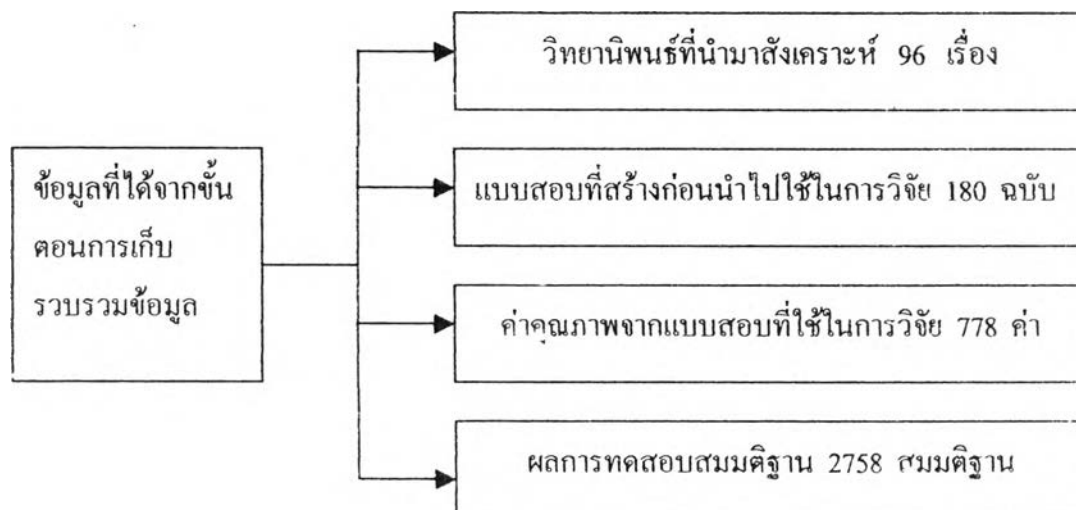 วิทยานิพนธ์ที่นำมาสังเคราะห์ 96 เรื่อง
ข้อมูลที่ได้จากขั้น
ตอนการเก็บ
รวบรวมข้อมูล
แบบสอบที่สร้างก่อนนำไปใช้ในการวิจัย 180 ฉบับ
ค่าคุณภาพจากแบบสอบที่ใช้ในการวิจัย 778 ค่า
ผลการทดสอบสมมติฐาน 2758 สมมติฐาน